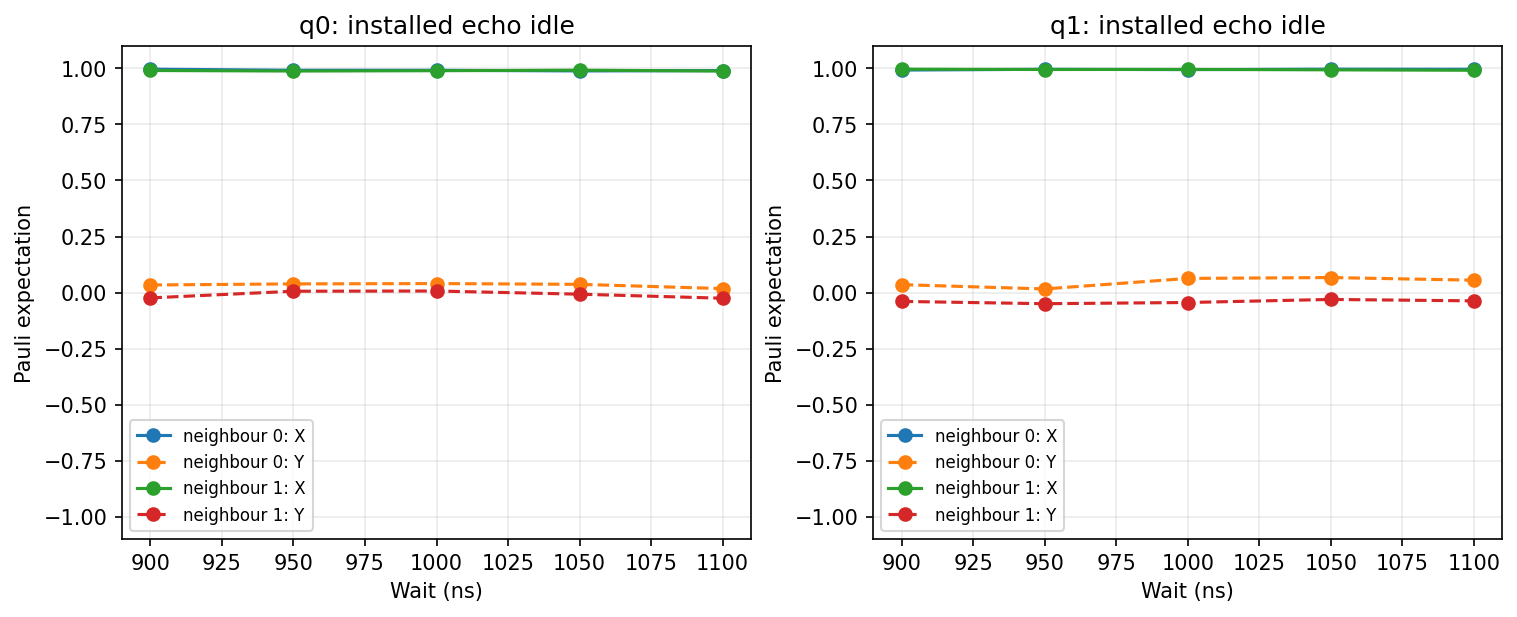 q0: installed echo idle
Pauli expectation
1.00
0.75
0.50
0.25
0.00
−0.25
−0.50
−0.75
−1.00
neighbour 0: X
neighbour 0: Y
neighbour 1: X
neighbour 1: Y
900 925 950 975 1000 1025 1050 1075 1100
Wait (ns)
q1: installed echo idle
Pauli expectation
1.00
0.75
0.50
0.25
0.00
−0.25
−0.50
−0.75
−1.00
neighbour 0: X
neighbour 0: Y
neighbour 1: X
neighbour 1: Y
900 925 950 975 1000 1025 1050 1075 1100
Wait (ns)